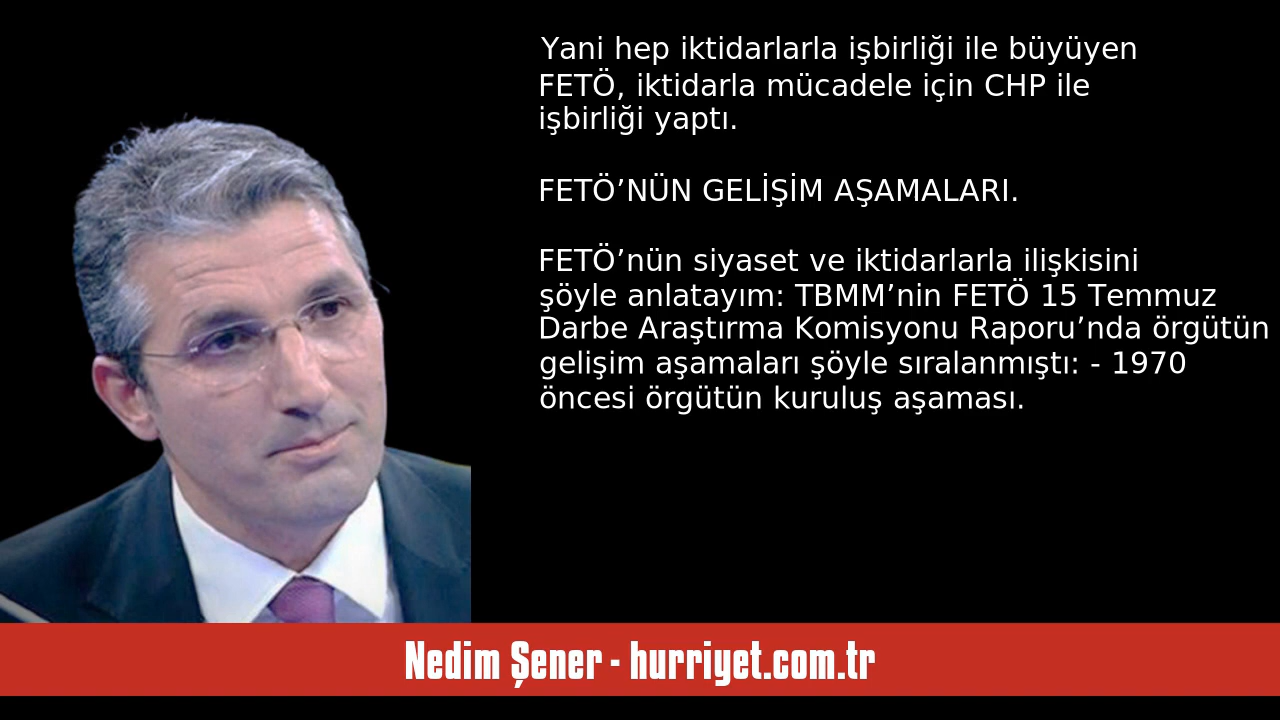 Yani hep iktidarlarla işbirliği ile büyüyen
FETÖ, iktidarla mücadele için CHP ile
işbirliği yaptı.
FETÖ’NÜN GELİŞİM AŞAMALARI.
FETÖ’nün siyaset ve iktidarlarla ilişkisini
şöyle anlatayım: TBMM’nin FETÖ 15 Temmuz
Darbe Araştırma Komisyonu Raporu’nda örgütün
gelişim aşamaları şöyle sıralanmıştı: - 1970
öncesi örgütün kuruluş aşaması.
Nedim Şener - hurriyet.com.tr